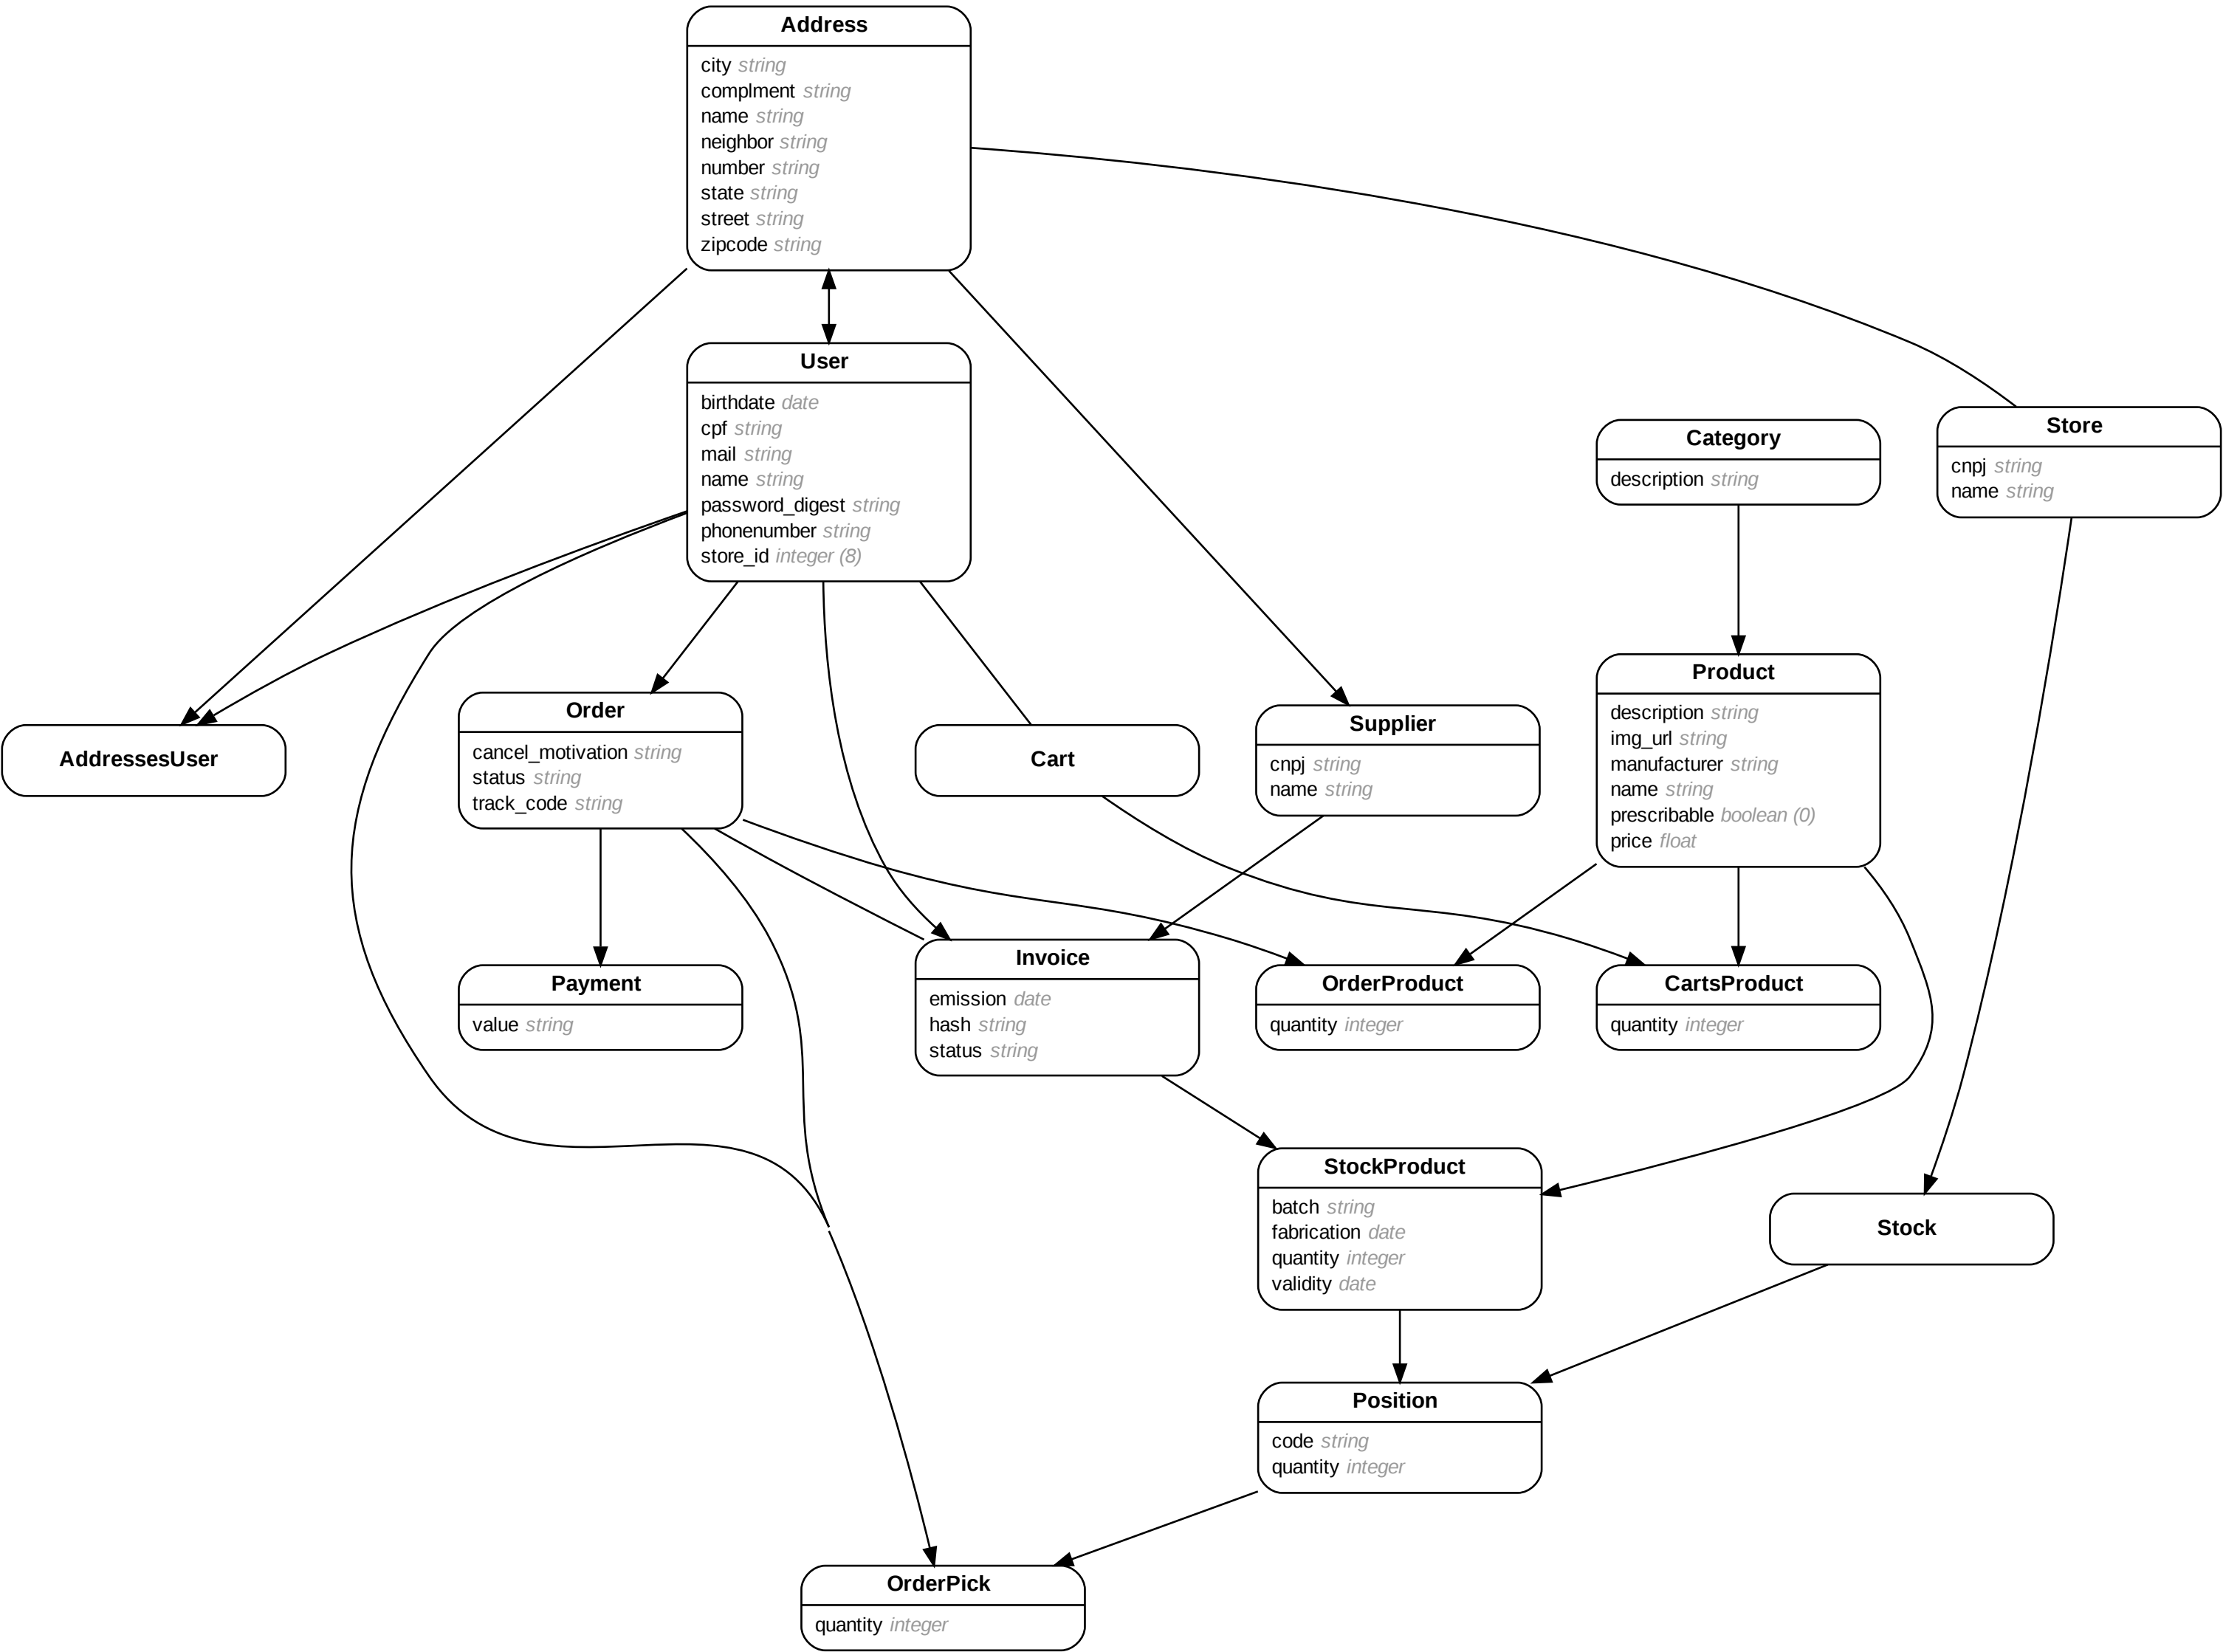 Address
city string
complment string
name string
neighbor string
number string
state string
street string
zipcode string
User
birthdate date
cpf string
mail string
name string
password_digest string
phonenumber string
store_id integer (8)
Category
description string
Store
cnpj string
name string
AddressesUser
Order
cancel_motivation string
status string
track_code string
Cart
Supplier
cnpj string
name string
Product
description string
img_url string
manufacturer string
name string
prescribable boolean (0)
price float
Payment
value string
Invoice
emission date
hash string
status string
OrderProduct
quantity integer
CartsProduct
quantity integer
StockProduct
batch string
fabrication date
quantity integer
validity date
Stock
Position
code string
quantity integer
OrderPick
quantity integer